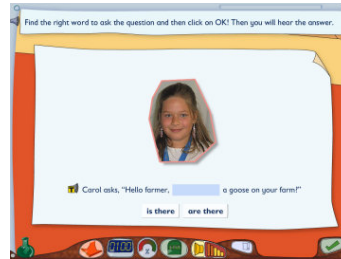 Find the right word to ask the question and then click on OK! Then you will hear the answer.
Carol asks, "Hello farmer, a goose on your farm?"
is there are there